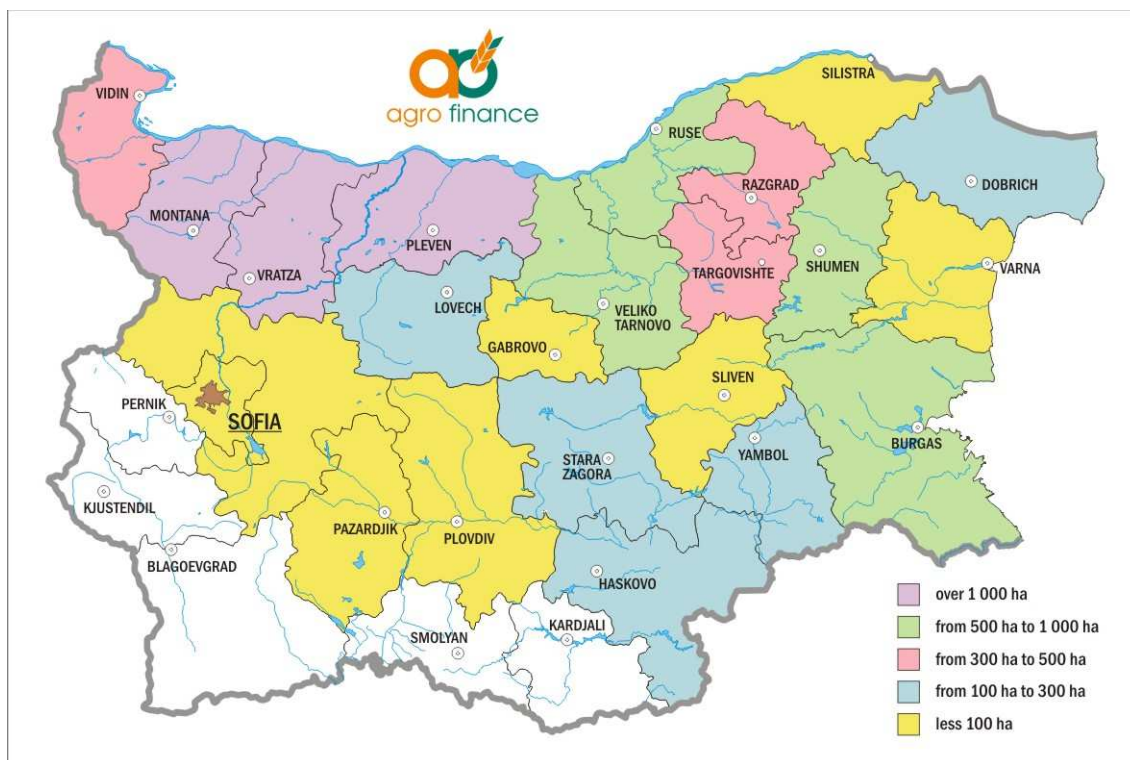 agro finance
SILISTRA
VIDIN
RUSE
DOBRICH
RAZGRAD
MONTANA
PLEVEN
SHUMEN
VARNA
VRATZA
TARGOVISHTE
LOVECH
VELIKO
TARNOVO
GABROVO
SLIVEN
PERNIK
SOFIA
BURGAS
YAMBOL
STARA
ZAGORA
KJUSTENDIL
PAZARDJIK
PLOVDIV
BLAGOEVGRAD
HASKOVO
KARDJALI
SMOLYAN
over 1 000 ha
from 500 ha to 1 000 ha
from 300 ha to 500 ha
from 100 ha to 300 ha
less 100 ha